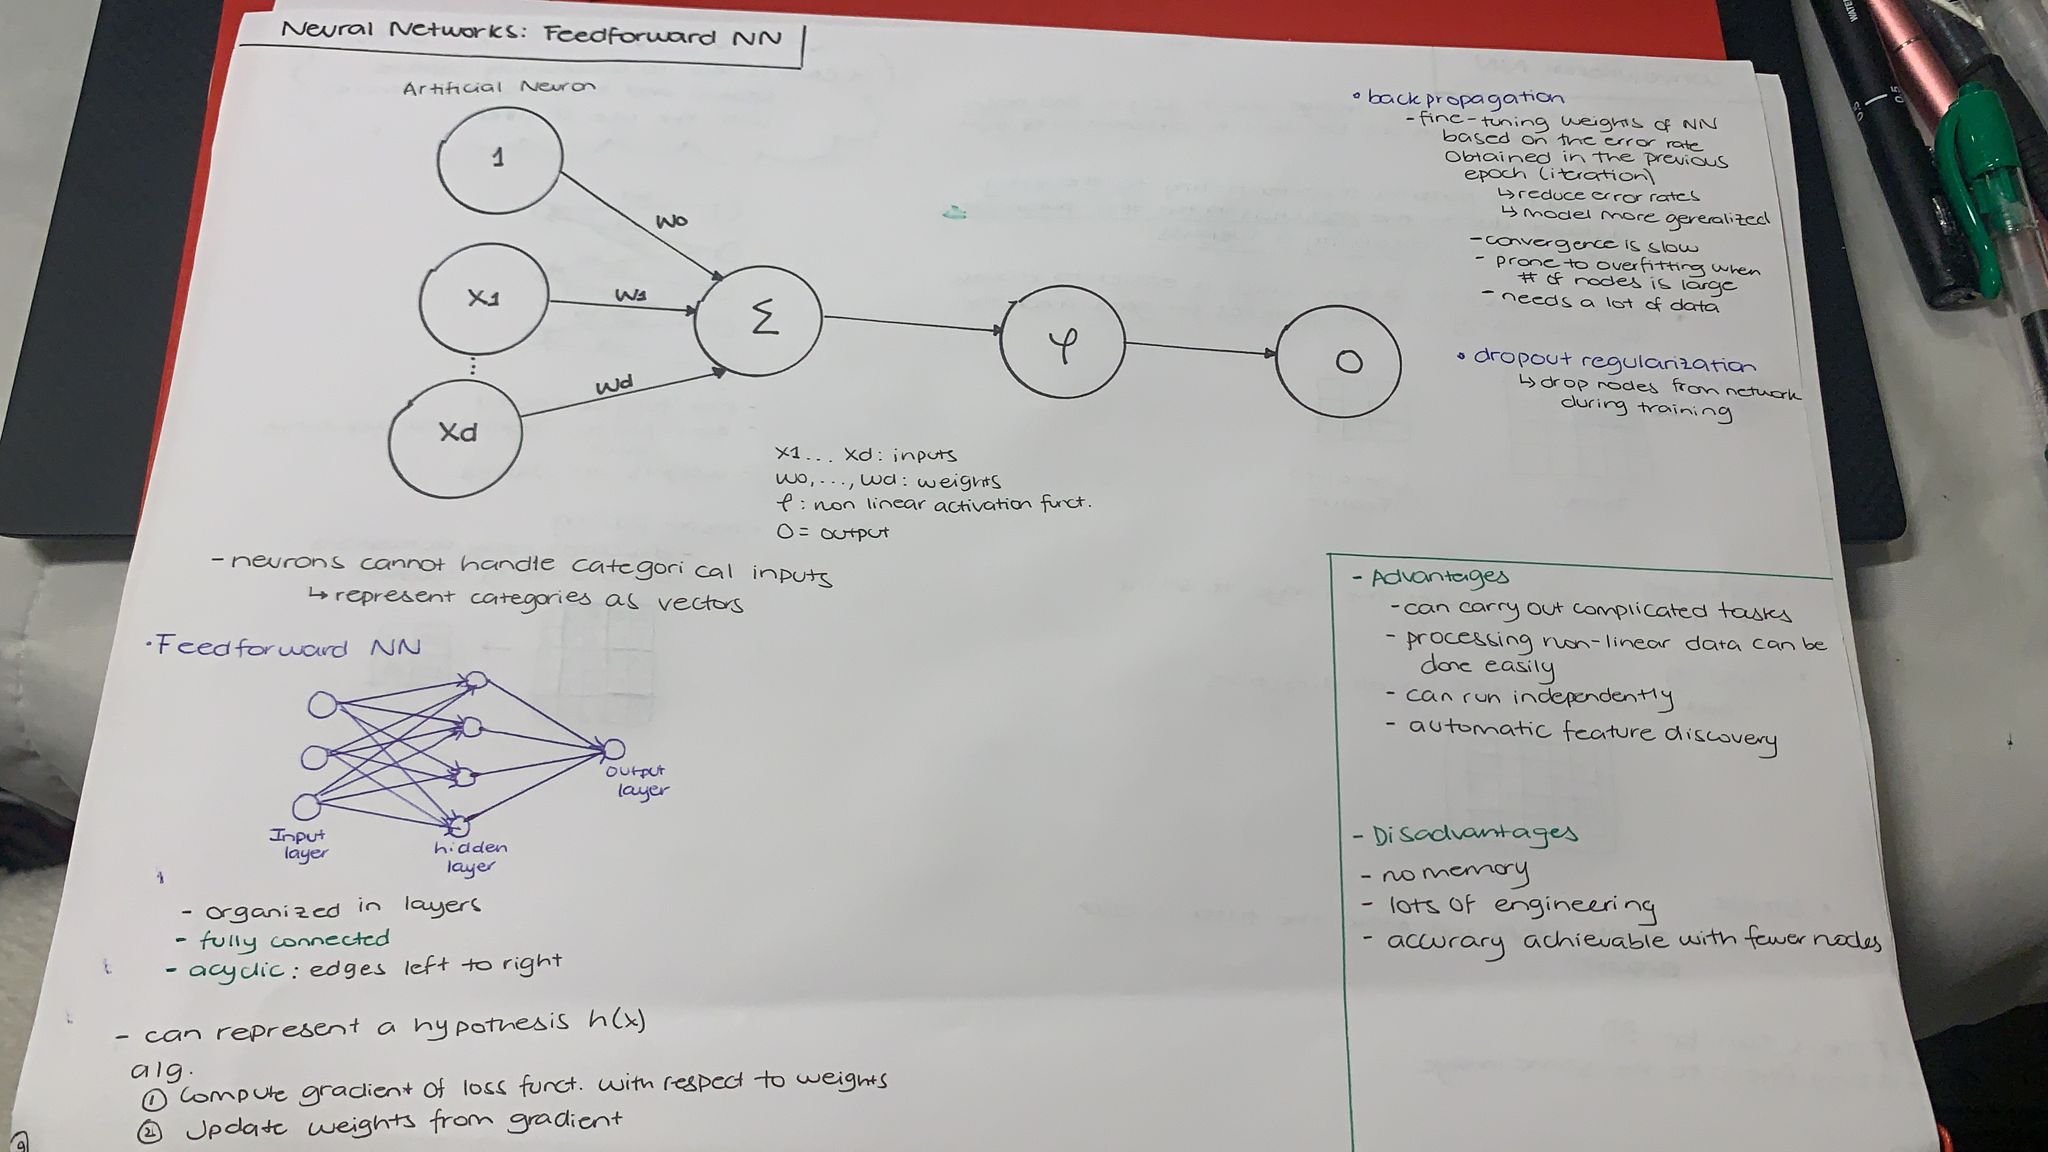 Neural Networks: Feedforward NN
Artificial Neuron
1
X1
Xd
W0
W1
Wd
Σ
φ
O
X1... Xd: inputs
W0,..., Wd: weights
φ: non linear activation funct.
O = output
- neurons cannot handle categorical inputs
↳ represent categories as vectors
• Feedforward NN
Input
layer
hidden
layer
output
layer
- organized in layers
- fully connected
- acyclic: edges left to right
- can represent a hypothesis h(x)
alg.
① Compute gradient of loss funct. with respect to weights
② Update weights from gradient
9
• backpropagation
- fine-tuning weights of NN
based on the error rate
obtained in the previous
epoch (iteration)
↳ reduce error rates
↳ model more gereralized
- convergence is slow
- prone to overfitting when
# of nodes is large
- needs a lot of data
• dropout regularization
↳ drop nodes from network
during training
- Advantages
- can carry out complicated tasks
- processing non-linear data can be
done easily
- can run independently
- automatic feature discovery
- Disadvantages
- no memory
- lots of engineering
- accurary achievable with fewer nodes